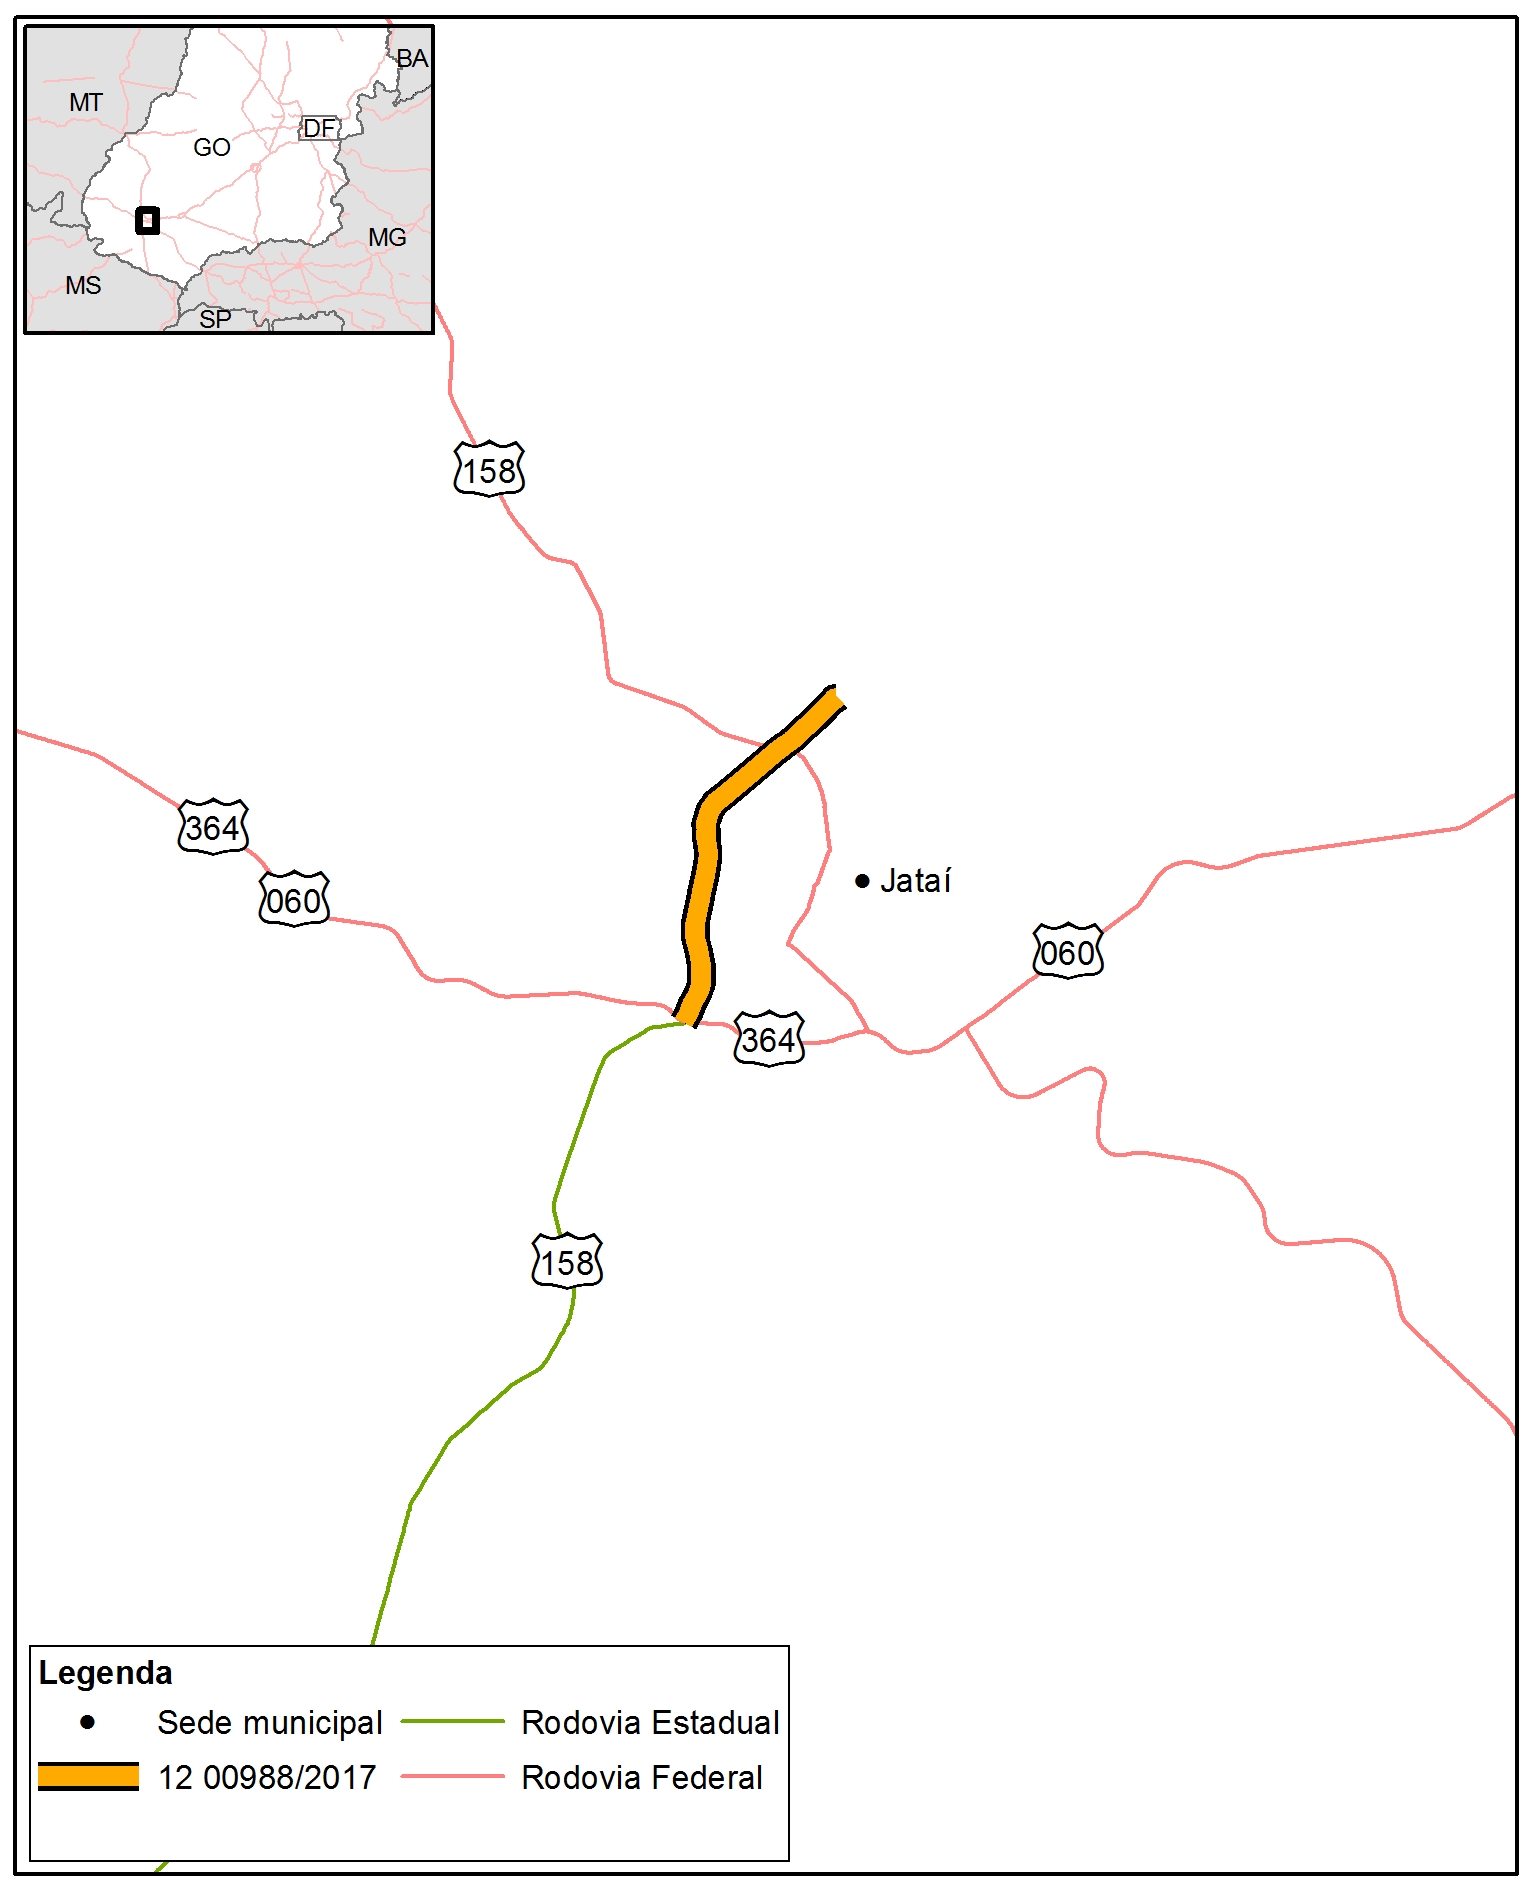 BA
MT
DF
GO
MG
MS
SP
158
364
060
Jataí
060
364
158
Legenda
Sede municipal
Rodovia Estadual
12 00988/2017
Rodovia Federal